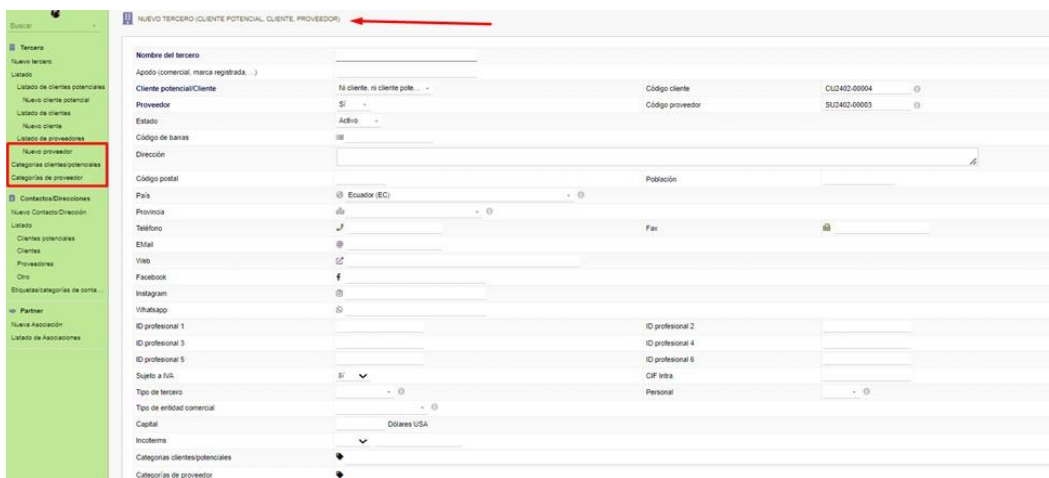 Buscar
NUEVO TERCERO (CLIENTE POTENCIAL, CLIENTE, PROVEEDOR)
Tercero
Nuevo tercero
Listado
Listado de clientes potenciales
Nuevo cliente potencial
Listado de clientes
Nuevo cliente
Listado de proveedores
Nuevo proveedor
Categorías clientes/potenciales
Categorías de proveedor
Contactos/Direcciones
Nuevo Contacto/Dirección
Listado
Clientes potenciales
Clientes
Proveedores
Otro
Etiquetas/categorías de conta...
Partner
Nueva Asociación
Listado de Asociaciones
Nombre del tercero
Apodo (comercial, marca registrada, ...)
Cliente potencial/Cliente Ni cliente, ni cliente pote... Código cliente CU2402-00004
Proveedor Sí Código proveedor SU2402-00003
Estado Activo
Código de barras
Dirección
Código postal Población
País Ecuador (EC)
Provincia
Teléfono Fax
EMail
Web
Facebook
Instagram
Whatsapp
ID profesional 1 ID profesional 2
ID profesional 3 ID profesional 4
ID profesional 5 ID profesional 6
Sujeto a IVA Sí CIF Intra.
Tipo de tercero Personal
Tipo de entidad comercial
Capital Dólares USA
Incoterms
Categorías clientes/potenciales
Categorías de proveedor